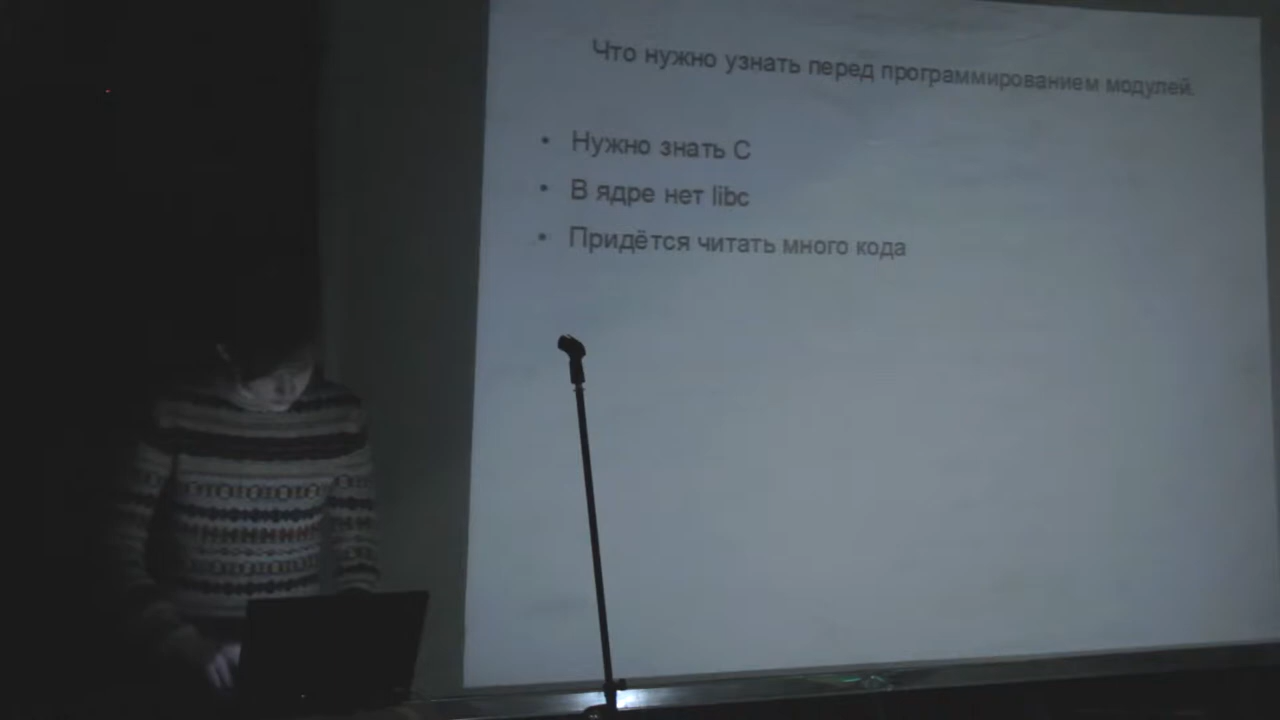 Что нужно узнать перед программированием модулей.
• Нужно знать C
• В ядре нет libc
• Придётся читать много кода